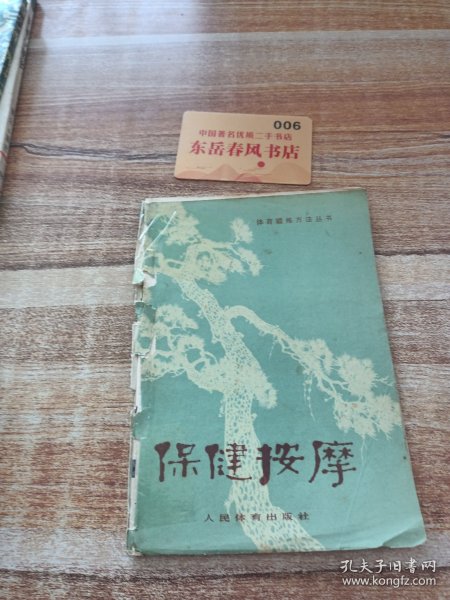 006
中国著名优质二手书店
东岳春风书店
体育锻炼方法丛书
保健按摩
人民体育出版社
孔夫子旧书网
www.kongfz.com